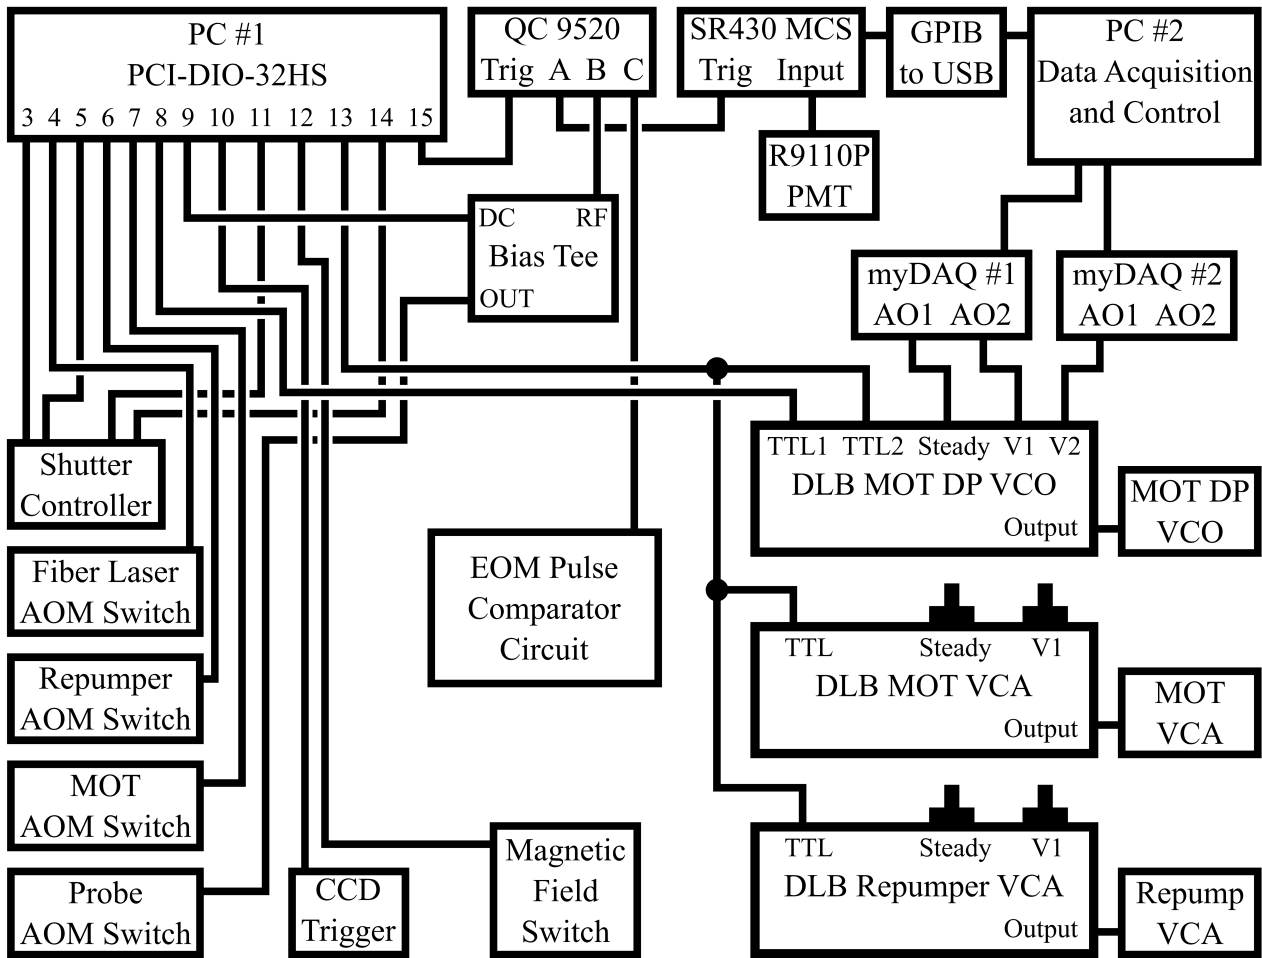 PC #1
PCI-DIO-32HS
3 4 5 6 7 8 9 10 11 12 13 14 15
QC 9520
Trig A B C
SR430 MCS
Trig Input
GPIB
to USB
PC #2
Data Acquisition
and Control
R9110P
PMT
DC RF
Bias Tee
OUT
myDAQ #1
AO1 AO2
myDAQ #2
AO1 AO2
TTL1 TTL2 Steady V1 V2
DLB MOT DP VCO
Output
MOT DP
VCO
Shutter
Controller
Fiber Laser
AOM Switch
EOM Pulse
Comparator
Circuit
TTL Steady V1
DLB MOT VCA
Output
MOT
VCA
Repumper
AOM Switch
MOT
AOM Switch
Probe
AOM Switch
CCD
Trigger
Magnetic
Field
Switch
TTL Steady V1
DLB Repumper VCA
Output
Repump
VCA